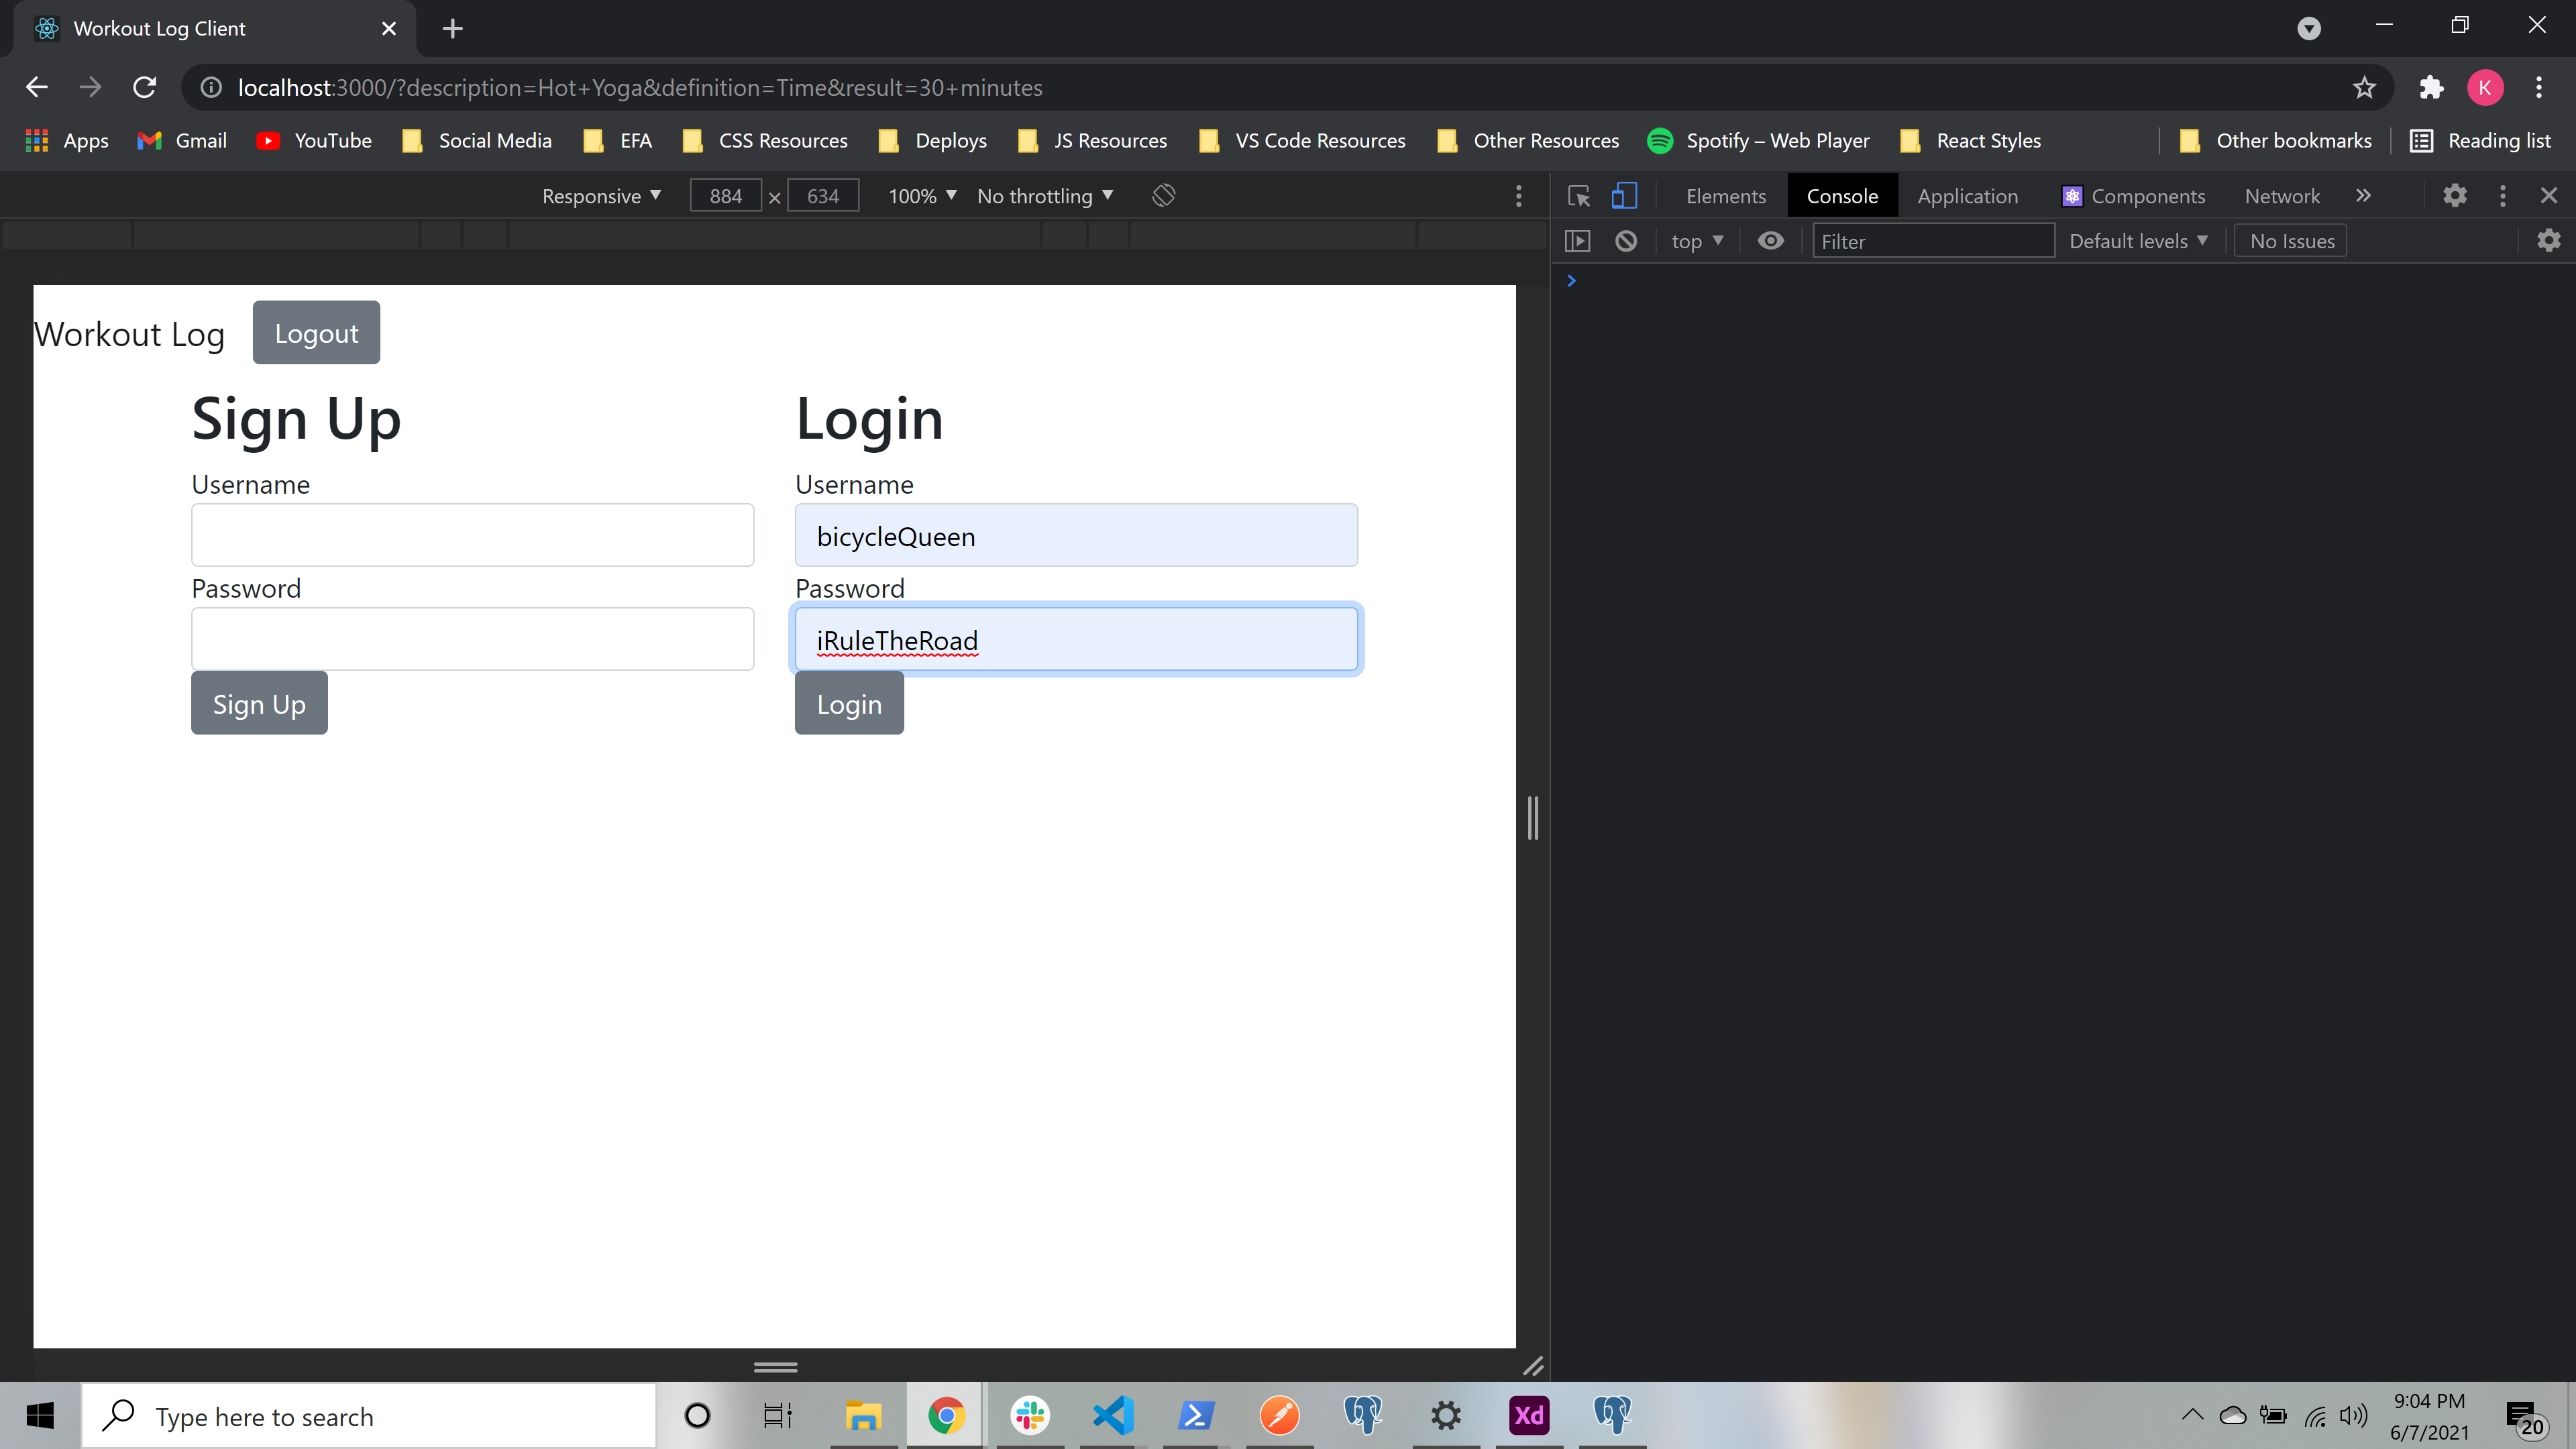 Workout Log Client
localhost:3000/?description=Hot+Yoga&definition=Time&result=30+minutes
K
Apps Gmail YouTube Social Media EFA CSS Resources Deploys JS Resources VS Code Resources Other Resources Spotify – Web Player React Styles Other bookmarks Reading list
Responsive 884 × 634 100% No throttling
Elements Console Application Components Network
top Filter Default levels No Issues
Workout Log Logout
Sign Up Login
Username Username
bicycleQueen
Password Password
iRuleTheRoad
Sign Up Login
Type here to search
Xd
9:04 PM
6/7/2021
20